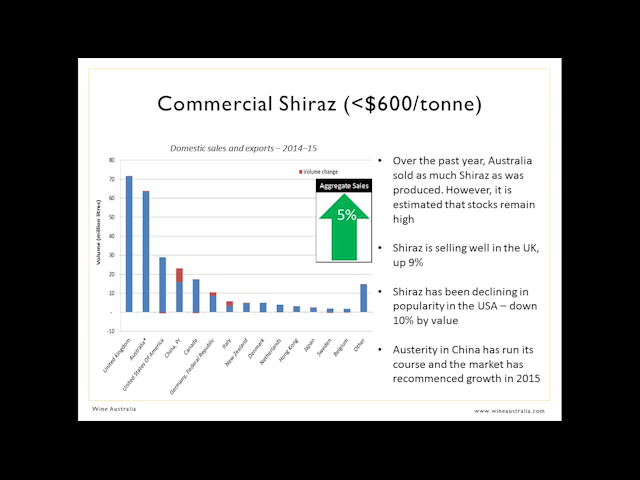 Commercial Shiraz (<$600/tonne)
Domestic sales and exports – 2014–15
Volume change
Aggregate Sales
5%
Volume (million litres)
80
70
60
50
40
30
20
10
-
-10
United Kingdom
Australia*
United States Of America
China, Pr
Canada
Germany, Federal Republic
Italy
New Zealand
Denmark
Netherlands
Hong Kong
Japan
Sweden
Belgium
Other
• Over the past year, Australia
sold as much Shiraz as was
produced. However, it is
estimated that stocks remain
high
• Shiraz is selling well in the UK,
up 9%
• Shiraz has been declining in
popularity in the USA – down
10% by value
• Austerity in China has run its
course and the market has
recommenced growth in 2015
Wine Australia
www.wineaustralia.com